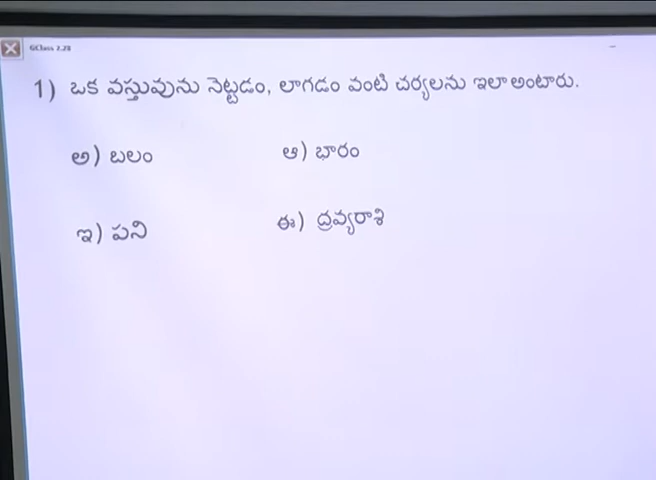 GClass 2.28
1) ఒక వస్తువును నెట్టడం, లాగడం వంటి చర్యలను ఇలా అంటారు.
అ) బలం ఆ) భారం
ఇ) పని ఈ) ద్రవ్యరాశి